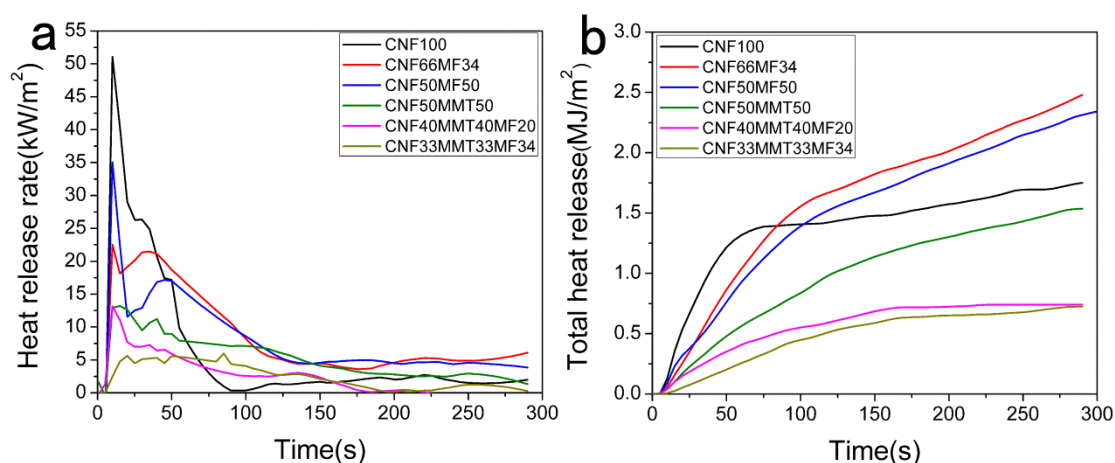 a
Heat release rate(kW/m²)
55
50
45
40
35
30
25
20
15
10
5
0
CNF100
CNF66MF34
CNF50MF50
CNF50MMT50
CNF40MMT40MF20
CNF33MMT33MF34
0 50 100 150 200 250 300
Time(s)
b
Total heat release(MJ/m²)
3.0
2.5
2.0
1.5
1.0
0.5
0.0
CNF100
CNF66MF34
CNF50MF50
CNF50MMT50
CNF40MMT40MF20
CNF33MMT33MF34
0 50 100 150 200 250 300
Time(s)